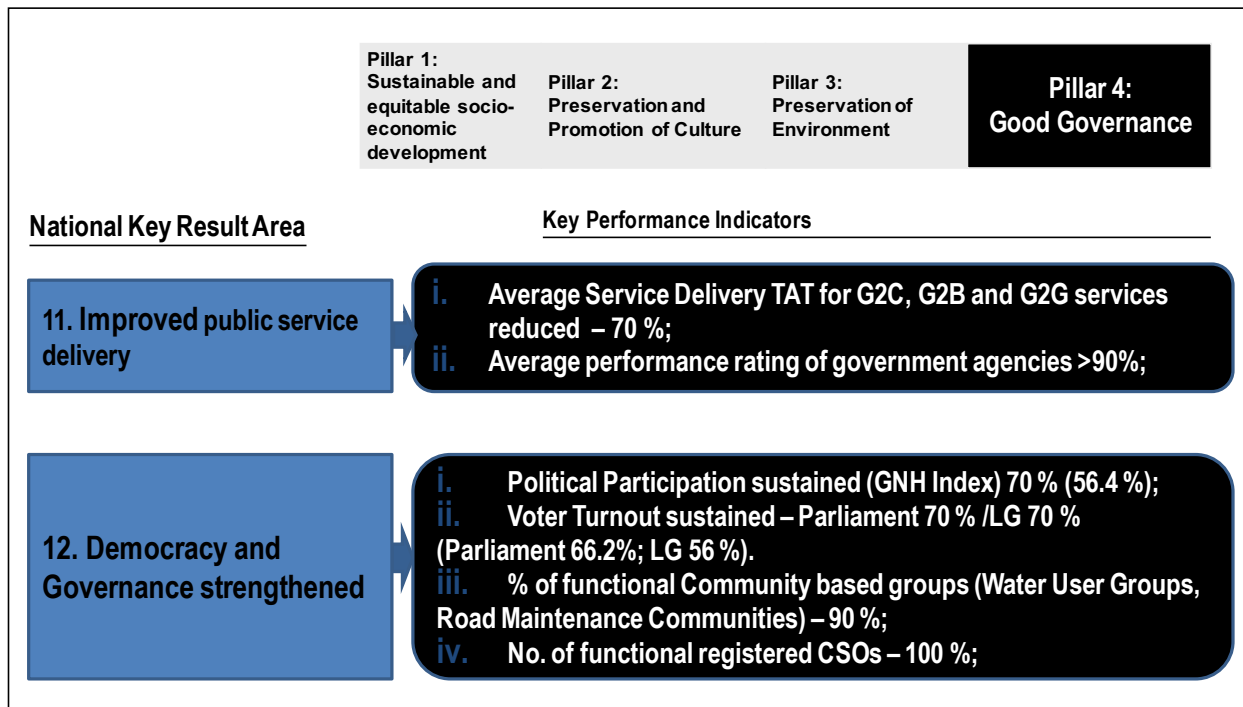 Pillar 1:
Sustainable and
equitable socio-
economic
development
Pillar 2:
Preservation and
Promotion of Culture
Pillar 3:
Preservation of
Environment
Pillar 4:
Good Governance
National Key Result Area
Key Performance Indicators
11. Improved public service
delivery
i. Average Service Delivery TAT for G2C, G2B and G2G services
reduced – 70 %;
ii. Average performance rating of government agencies >90%;
12. Democracy and
Governance strengthened
i. Political Participation sustained (GNH Index) 70 % (56.4 %);
ii. Voter Turnout sustained – Parliament 70 % /LG 70 %
(Parliament 66.2%; LG 56 %).
iii. % of functional Community based groups (Water User Groups,
Road Maintenance Communities) – 90 %;
iv. No. of functional registered CSOs – 100 %;